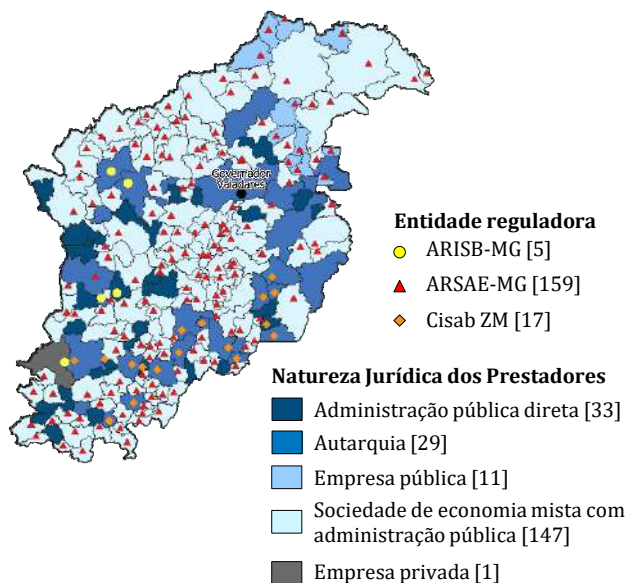 Governador
Valadares
Entidade reguladora
ARISB-MG [5]
ARSAE-MG [159]
Cisab ZM [17]
Natureza Jurídica dos Prestadores
Administração pública direta [33]
Autarquia [29]
Empresa pública [11]
Sociedade de economia mista com
administração pública [147]
Empresa privada [1]